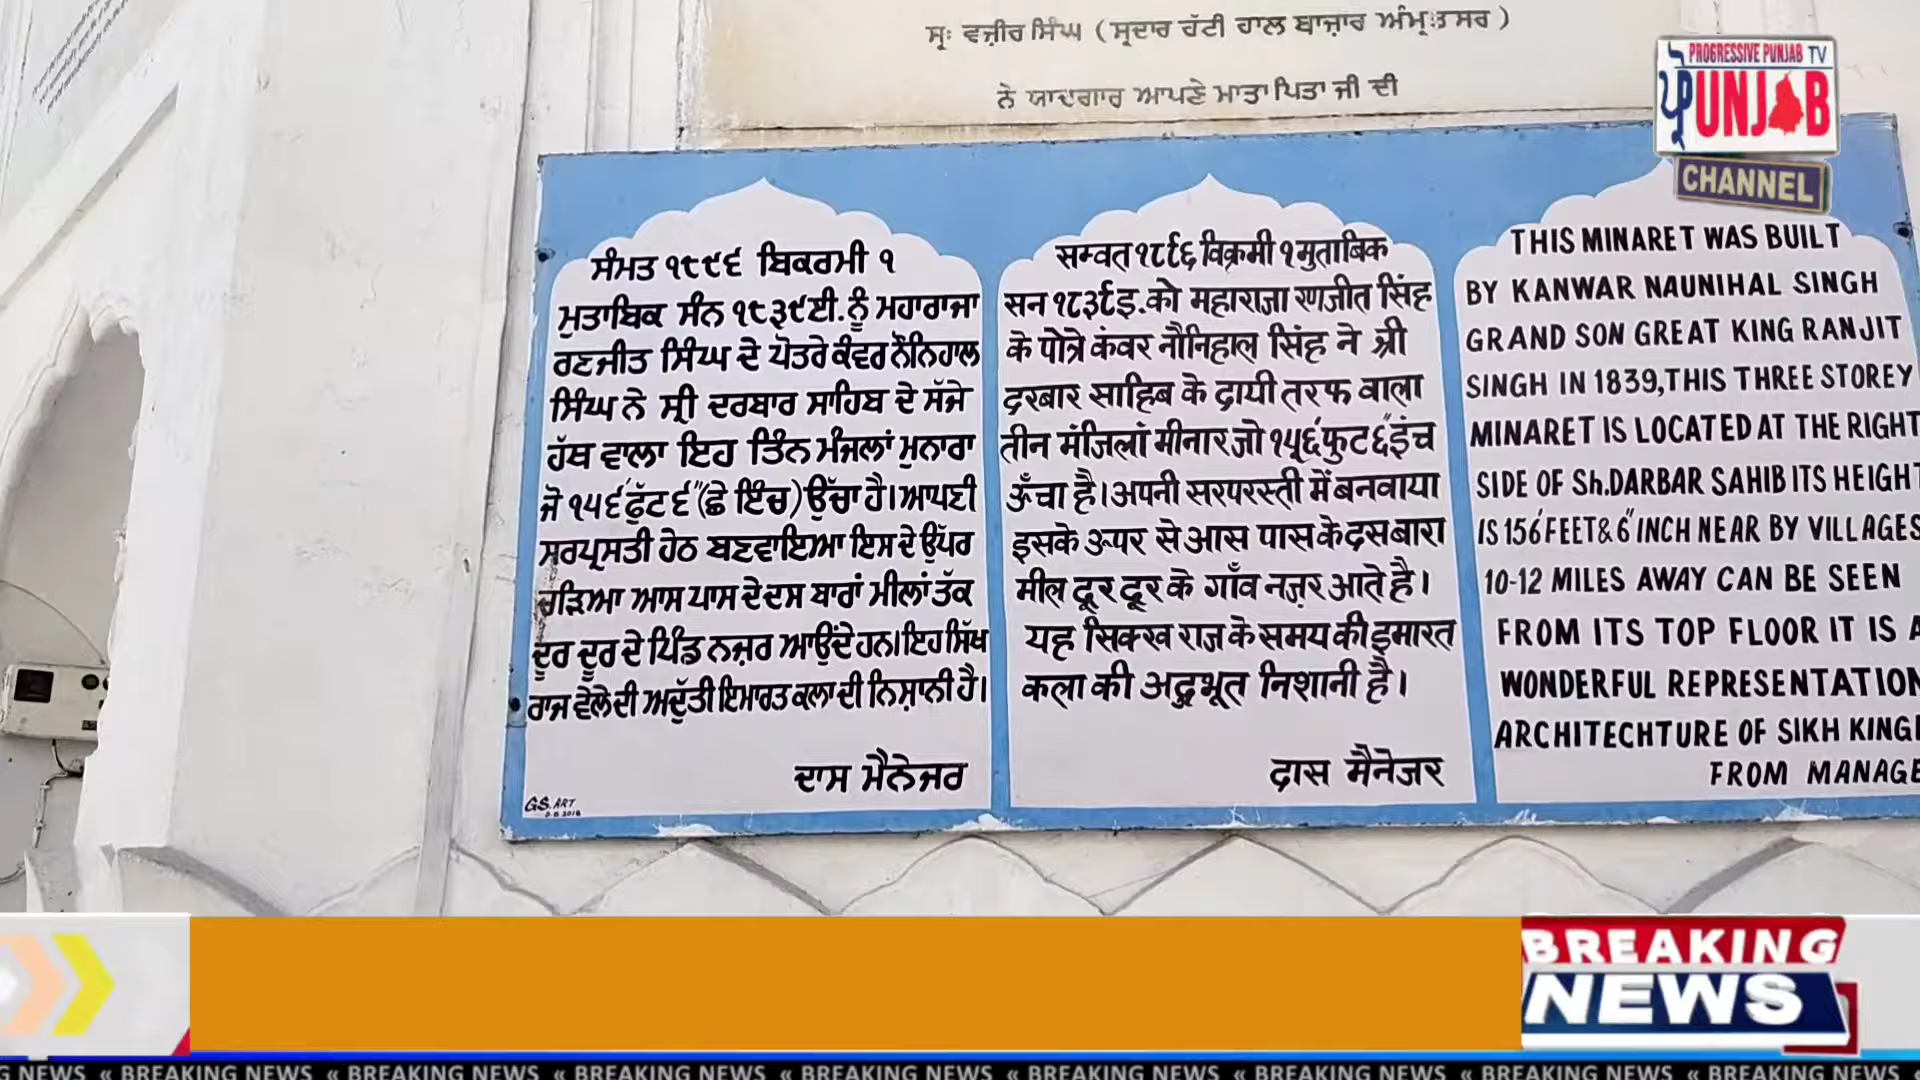 ਸ੍ਰ: ਵਜ਼ੀਰ ਸਿੰਘ (ਸ੍ਰਦਾਰ ਹੱਟੀ ਹਾਲ ਬਾਜ਼ਾਰ ਅੰਮ੍ਰਿਤਸਰ)
ਨੇ ਯਾਦਗਾਰ ਆਪਣੇ ਮਾਤਾ ਪਿਤਾ ਜੀ ਦੀ
PROGRESSIVE PUNJAB TV
ਪ੍ਰੋ PUNJAB
CHANNEL
ਸੰਮਤ ੧੮੯੬ ਬਿਕਰਮੀ ੧
ਮੁਤਾਬਿਕ ਸੰਨ ੧੮੩੯ਈ. ਨੂੰ ਮਹਾਰਾਜਾ
ਰਣਜੀਤ ਸਿੰਘ ਦੇ ਪੋਤਰੇ ਕੰਵਰ ਨੌਨਿਹਾਲ
ਸਿੰਘ ਨੇ ਸ੍ਰੀ ਦਰਬਾਰ ਸਾਹਿਬ ਦੇ ਸੱਜੇ
ਹੱਥ ਵਾਲਾ ਇਹ ਤਿੰਨ ਮੰਜਲਾਂ ਮੁਨਾਰਾ
ਜੋ ੧੫੬' ਫੁੱਟ ੬" (ਛੇ ਇੰਚ) ਉੱਚਾ ਹੈ। ਆਪਣੀ
ਸਰਪ੍ਰਸਤੀ ਹੇਠ ਬਣਵਾਇਆ ਇਸ ਦੇ ਉੱਪਰ
ਚੜਿਆ ਆਸ ਪਾਸ ਦੇ ਦਸ ਬਾਰਾਂ ਮੀਲਾਂ ਤੱਕ
ਦੂਰ ਦੂਰ ਦੇ ਪਿੰਡ ਨਜ਼ਰ ਆਉਂਦੇ ਹਨ। ਇਹ ਸਿੱਖ
ਰਾਜ ਵੇਲੇ ਦੀ ਅਦੁੱਤੀ ਇਮਾਰਤ ਕਲਾ ਦੀ ਨਿਸ਼ਾਨੀ ਹੈ।
ਦਾਸ ਮੈਨੇਜਰ
GS. ART
सम्वत् १८९६ विक्रमी १ मुताबिक
सन १८३९इ. को महाराजा रणजीत सिंह
के पोत्रे कंवर नौनिहाल सिंह ने श्री
दरबार साहिब के दायी तरफ वाला
तीन मंजिलां मीनार जो १५६' फुट ६" इंच
ऊँचा है। अपनी सरपरस्ती में बनवाया
इसके ऊपर से आस पास के दस बारा
मील दूर दूर के गाँव नज़र आते है।
यह सिक्ख राज के समय की इमारत
कला की अद्रुभूत निशानी है।
दास मैनेजर
THIS MINARET WAS BUILT
BY KANWAR NAUNIHAL SINGH
GRAND SON GREAT KING RANJIT
SINGH IN 1839, THIS THREE STOREY
MINARET IS LOCATED AT THE RIGHT
SIDE OF Sh. DARBAR SAHIB ITS HEIGHT
IS 156' FEET & 6" INCH NEAR BY VILLAGES
10-12 MILES AWAY CAN BE SEEN
FROM ITS TOP FLOOR IT IS A
WONDERFUL REPRESENTATION
ARCHITECHTURE OF SIKH KING
FROM MANAGE
BREAKING
NEWS
G NEWS « BREAKING NEWS « BREAKING NEWS « BREAKING NEWS « BREAKING NEWS « BREAKING NEWS « BREAKING NEWS « BREAKING NEWS « BREAKING NEWS «